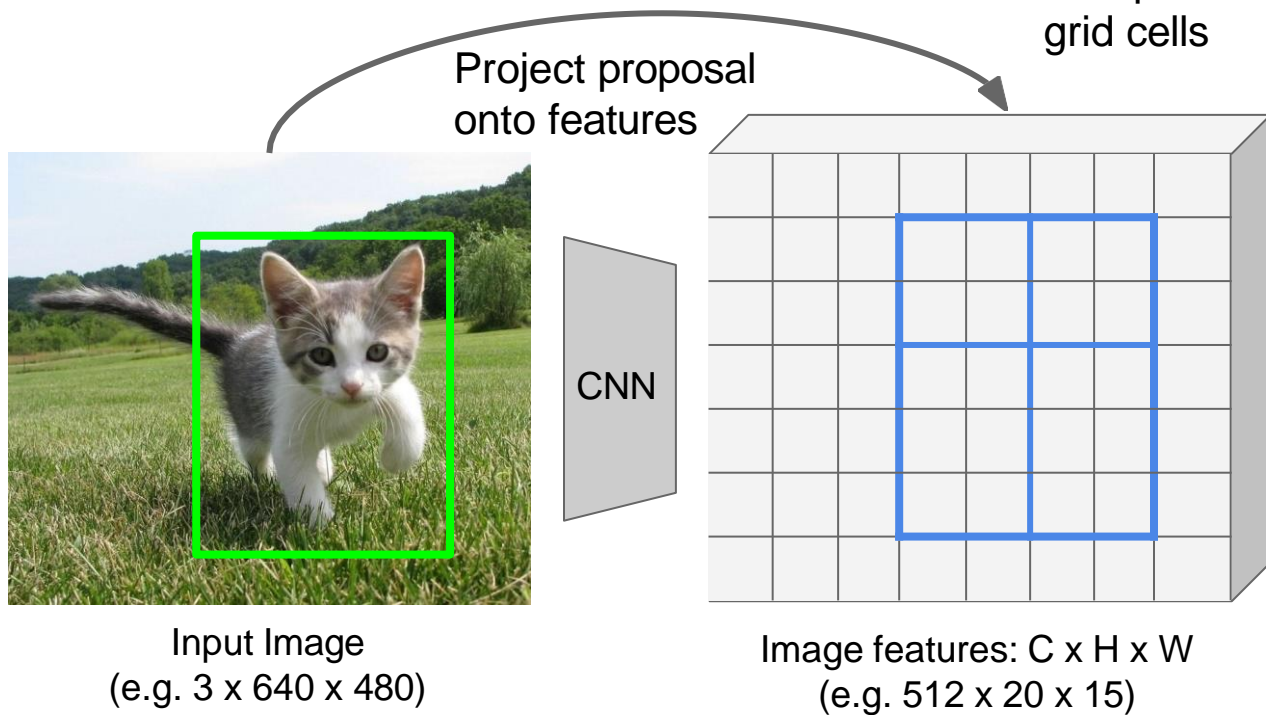 grid cells
Project proposal
onto features
CNN
Input Image
(e.g. 3 x 640 x 480)
Image features: C x H x W
(e.g. 512 x 20 x 15)